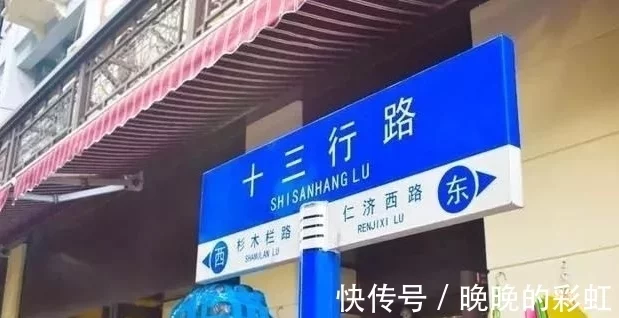 十三行路
SHISANHANG LU
西 杉木栏路 仁济西路 东
SHAMULAN LU RENJIXI LU
快传号 / 晚晚的彩虹